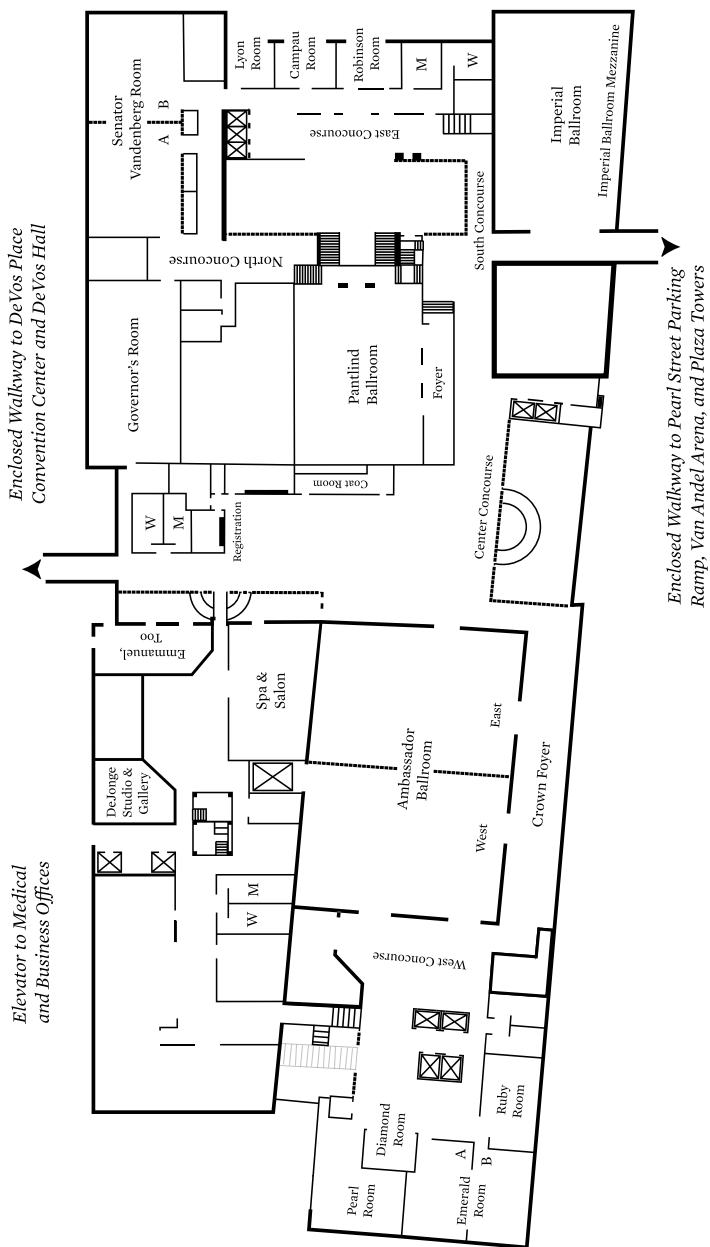 Lyon
Room
Campau
Room
Robinson
Room
M
W
Senator
Vandenberg Room
A
B
East Concourse
Imperial
Ballroom
Imperial Ballroom Mezzanine
South Concourse
North Concourse
Enclosed Walkway to DeVos Place
Convention Center and DeVos Hall
Governor's Room
Pantlind
Ballroom
Foyer
Enclosed Walkway to Pearl Street Parking
Ramp, Van Andel Arena, and Plaza Towers
Coat Room
W
M
Registration
Center Concourse
Emmanuel,
Too
Spa &
Salon
DeJonge
Studio &
Gallery
Ambassador
Ballroom
East
West
Crown Foyer
Elevator to Medical
and Business Offices
M
W
West Concourse
Diamond
Room
Ruby
Room
Pearl
Room
Emerald
Room
A
B